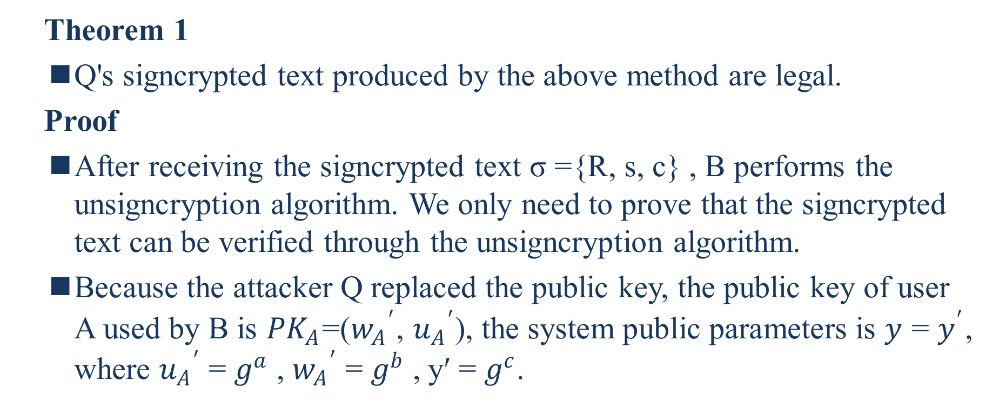 Theorem 1
■Q's signcrypted text produced by the above method are legal.
Proof
■After receiving the signcrypted text σ ={R, s, c} , B performs the
unsigncryption algorithm. We only need to prove that the signcrypted
text can be verified through the unsigncryption algorithm.
■Because the attacker Q replaced the public key, the public key of user
A used by B is 𝑃𝐾_𝐴=(𝑤_𝐴′, 𝑢_𝐴′), the system public parameters is 𝑦 = 𝑦′,
where 𝑢_𝐴′ = 𝑔^𝑎 , 𝑤_𝐴′ = 𝑔^𝑏 , y′ = 𝑔^𝑐.